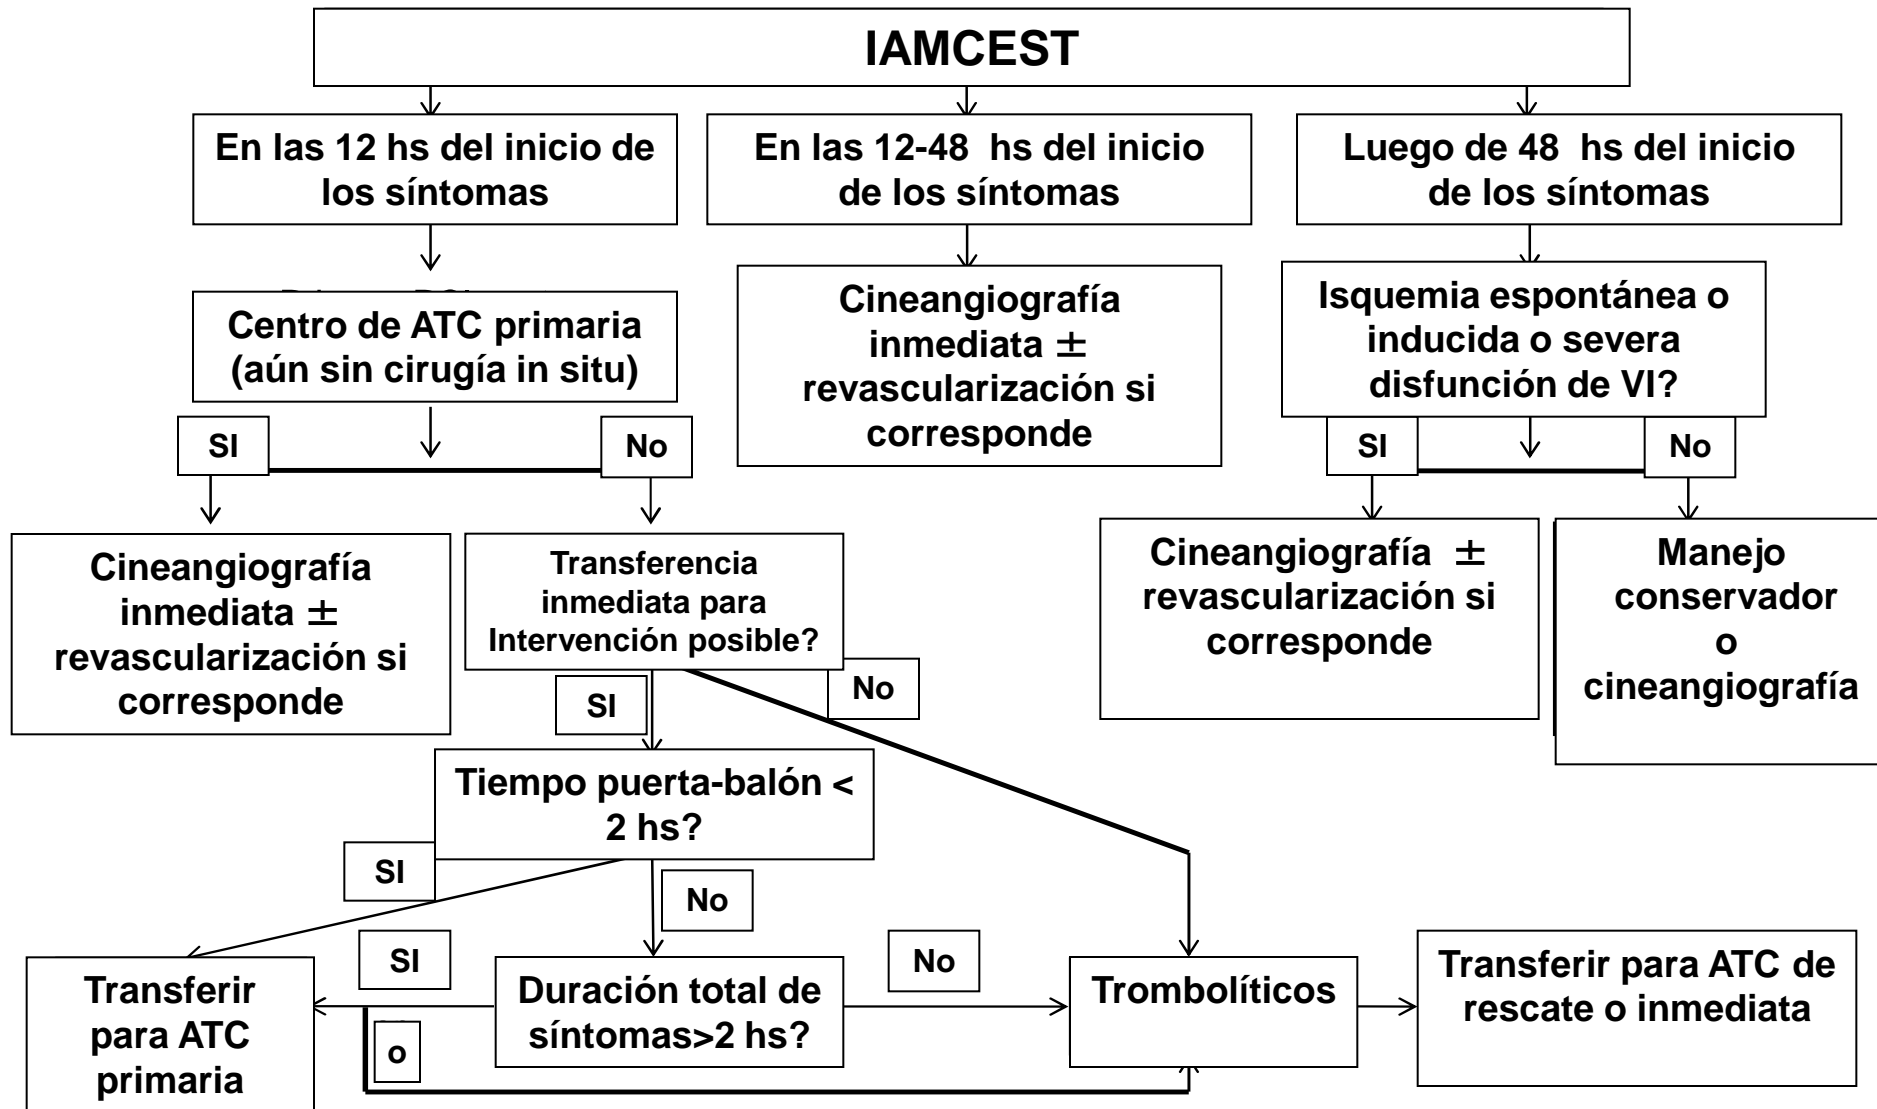 IAMCEST
En las 12 hs del inicio de
los síntomas
En las 12-48 hs del inicio
de los síntomas
Luego de 48 hs del inicio
de los síntomas
Centro de ATC primaria
(aún sin cirugía in situ)
Cineangiografía
inmediata ±
revascularización si
corresponde
Isquemia espontánea o
inducida o severa
disfunción de VI?
SI
No
SI
No
Cineangiografía
inmediata ±
revascularización si
corresponde
Transferencia
inmediata para
Intervención posible?
Cineangiografía ±
revascularización si
corresponde
Manejo
conservador
o
cineangiografía
SI
No
Tiempo puerta-balón <
2 hs?
SI
No
SI
No
Transferir
para ATC
primaria
Duración total de
síntomas>2 hs?
Trombolíticos
Transferir para ATC de
rescate o inmediata
o